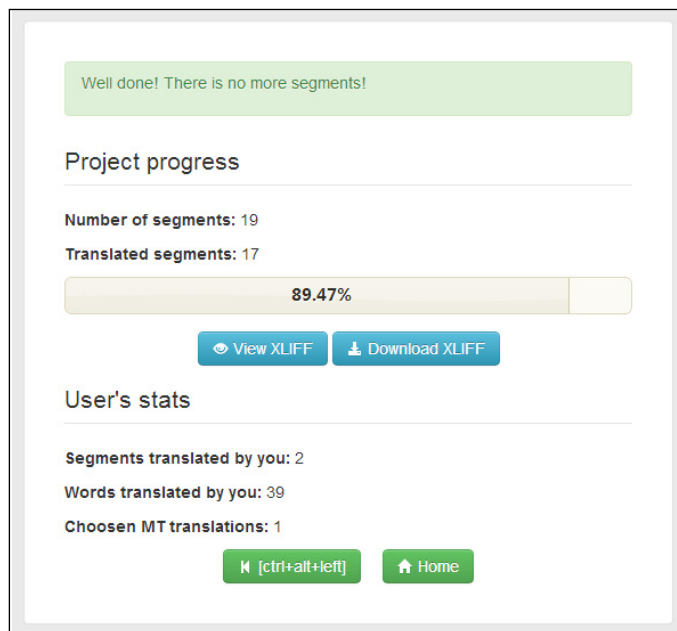 Well done! There is no more segments!
Project progress
Number of segments: 19
Translated segments: 17
89.47%
View XLIFF Download XLIFF
User's stats
Segments translated by you: 2
Words translated by you: 39
Choosen MT translations: 1
[ctrl+alt+left] Home